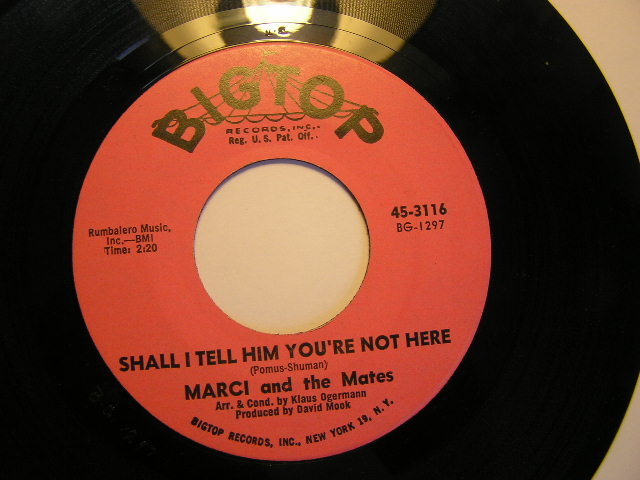 BIGTOP
RECORDS, INC.
Reg. U.S. Pat. Off.
Rumbalero Music,
Inc.—BMI
Time: 2:20
45-3116
BG-1297
SHALL I TELL HIM YOU'RE NOT HERE
(Pomus-Shuman)
MARCI and the Mates
Arr. & Cond. by Klaus Ogermann
Produced by David Mook
BIGTOP RECORDS, INC., NEW YORK 19, N.Y.